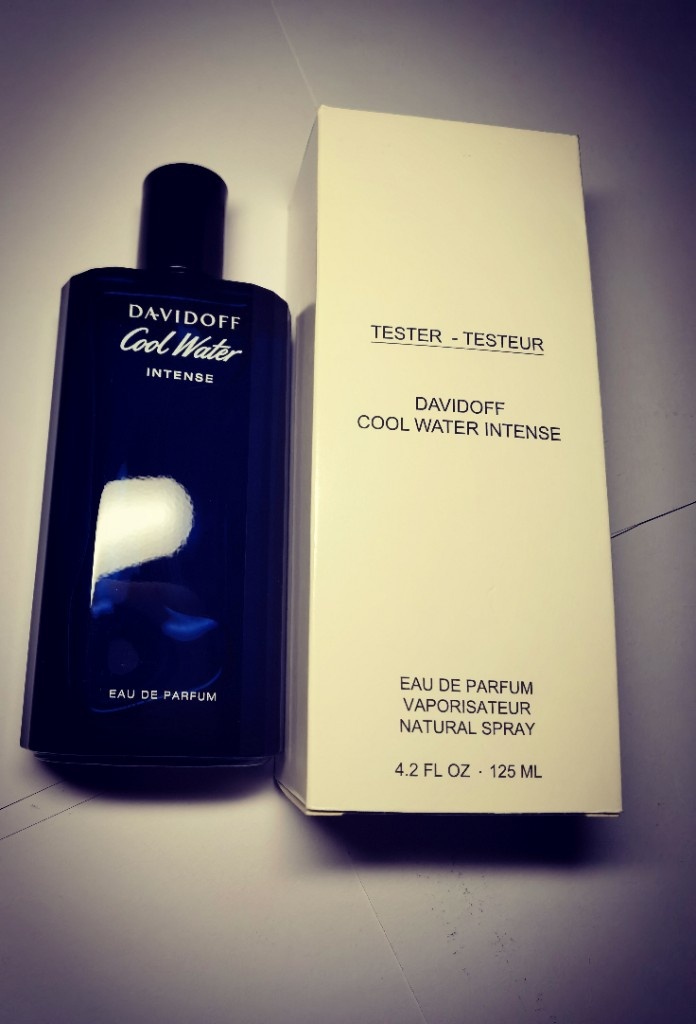 DAVIDOFF
Cool Water
INTENSE
EAU DE PARFUM
TESTER - TESTEUR
DAVIDOFF
COOL WATER INTENSE
EAU DE PARFUM
VAPORISATEUR
NATURAL SPRAY
4.2 FL OZ · 125 ML